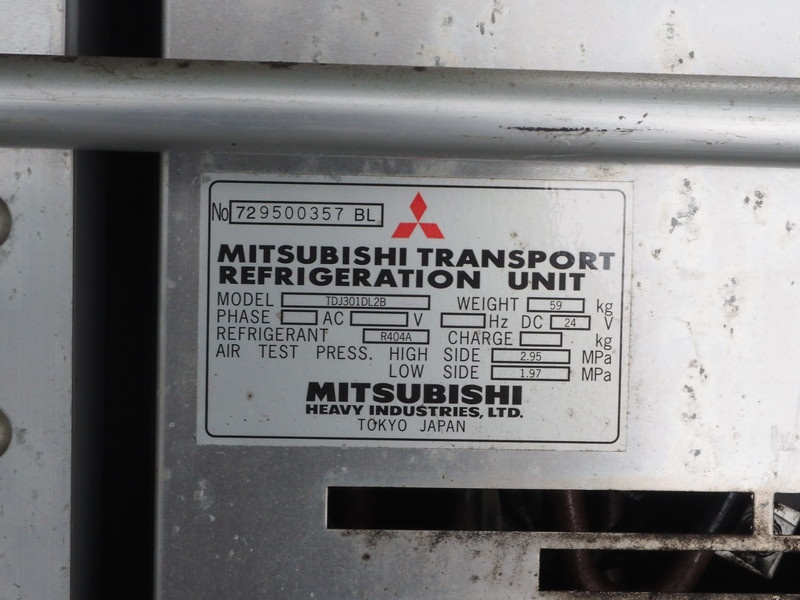 No 729500357 BL
MITSUBISHI TRANSPORT
REFRIGERATION UNIT
MODEL TDJ301DL2B WEIGHT 59 kg
PHASE AC V Hz DC 24 V
REFRIGERANT R404A CHARGE kg
AIR TEST PRESS. HIGH SIDE 2.95 MPa
LOW SIDE 1.97 MPa
MITSUBISHI
HEAVY INDUSTRIES, LTD.
TOKYO JAPAN